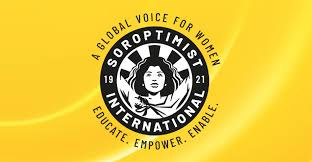 A GLOBAL VOICE FOR WOMEN
SOROPTIMIST
19 21
INTERNATIONAL
EDUCATE. EMPOWER. ENABLE.